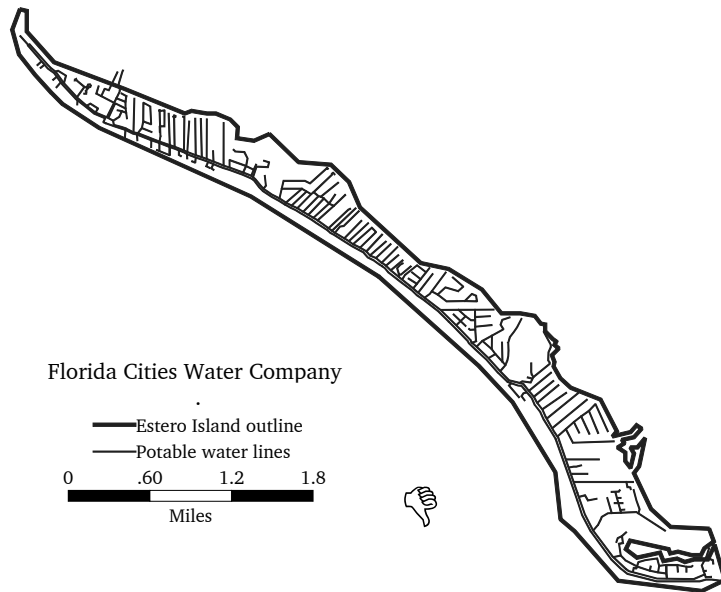 Florida Cities Water Company
.
Estero Island outline
Potable water lines
0 .60 1.2 1.8
Miles